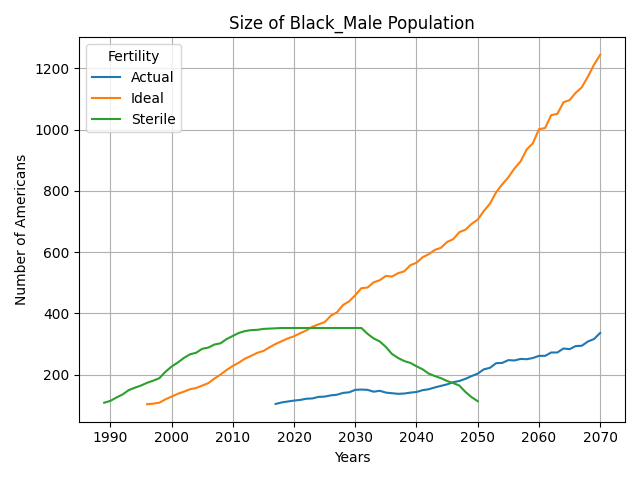 Size of Black_Male Population
Fertility
Actual
Ideal
Sterile
Number of Americans
1200
1000
800
600
400
200
1990 2000 2010 2020 2030 2040 2050 2060 2070
Years